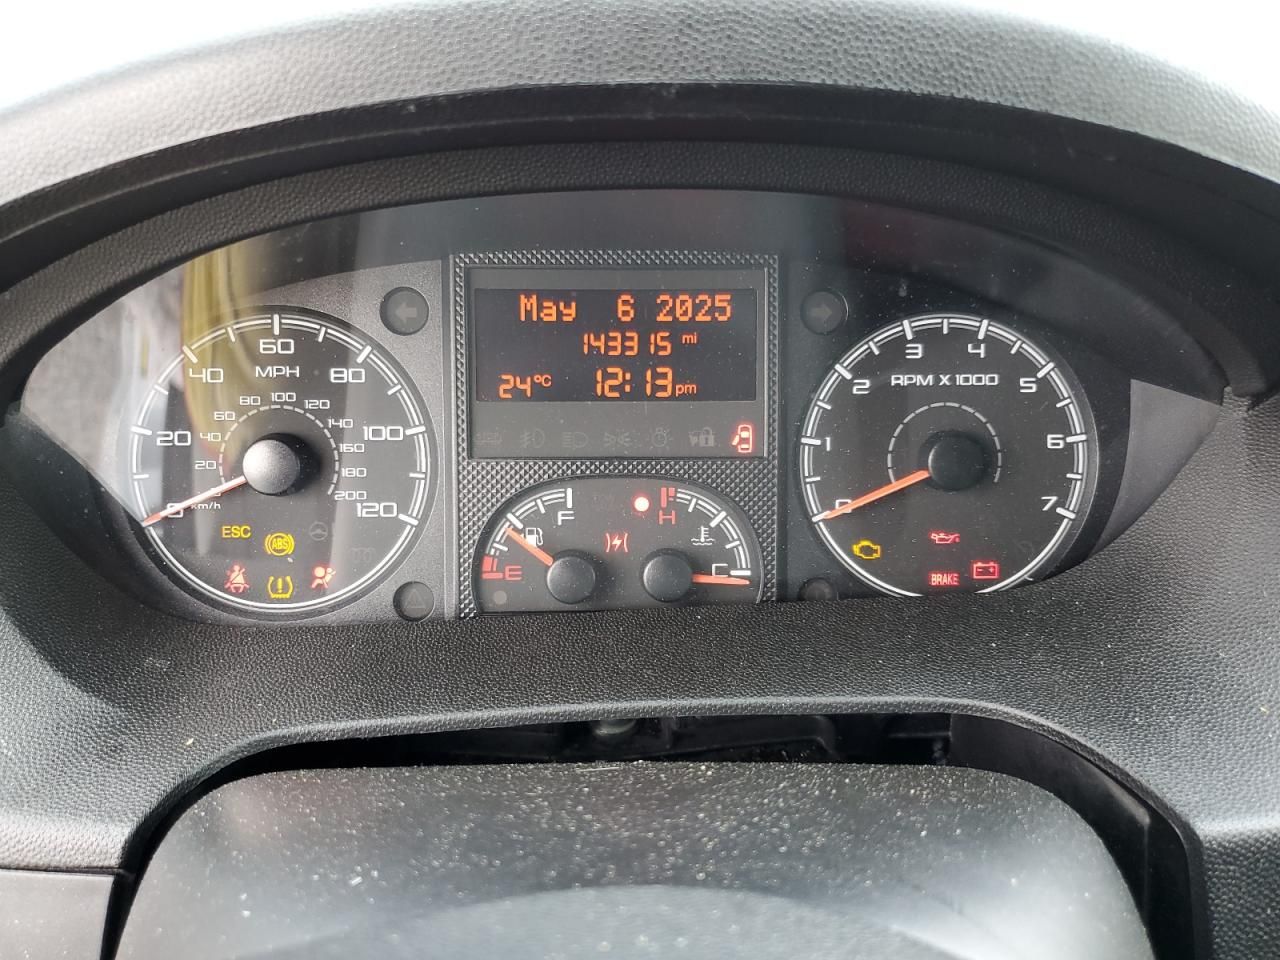 May 6 2025
143315 mi
24°C 12:13 pm
0 20 40 60 80 100 120
MPH
20 40 60 80 100 120 140 160 180 200
km/h
ESC
ABS
F
E
H
C
0 1 2 3 4 5 6 7
RPM X 1000
BRAKE